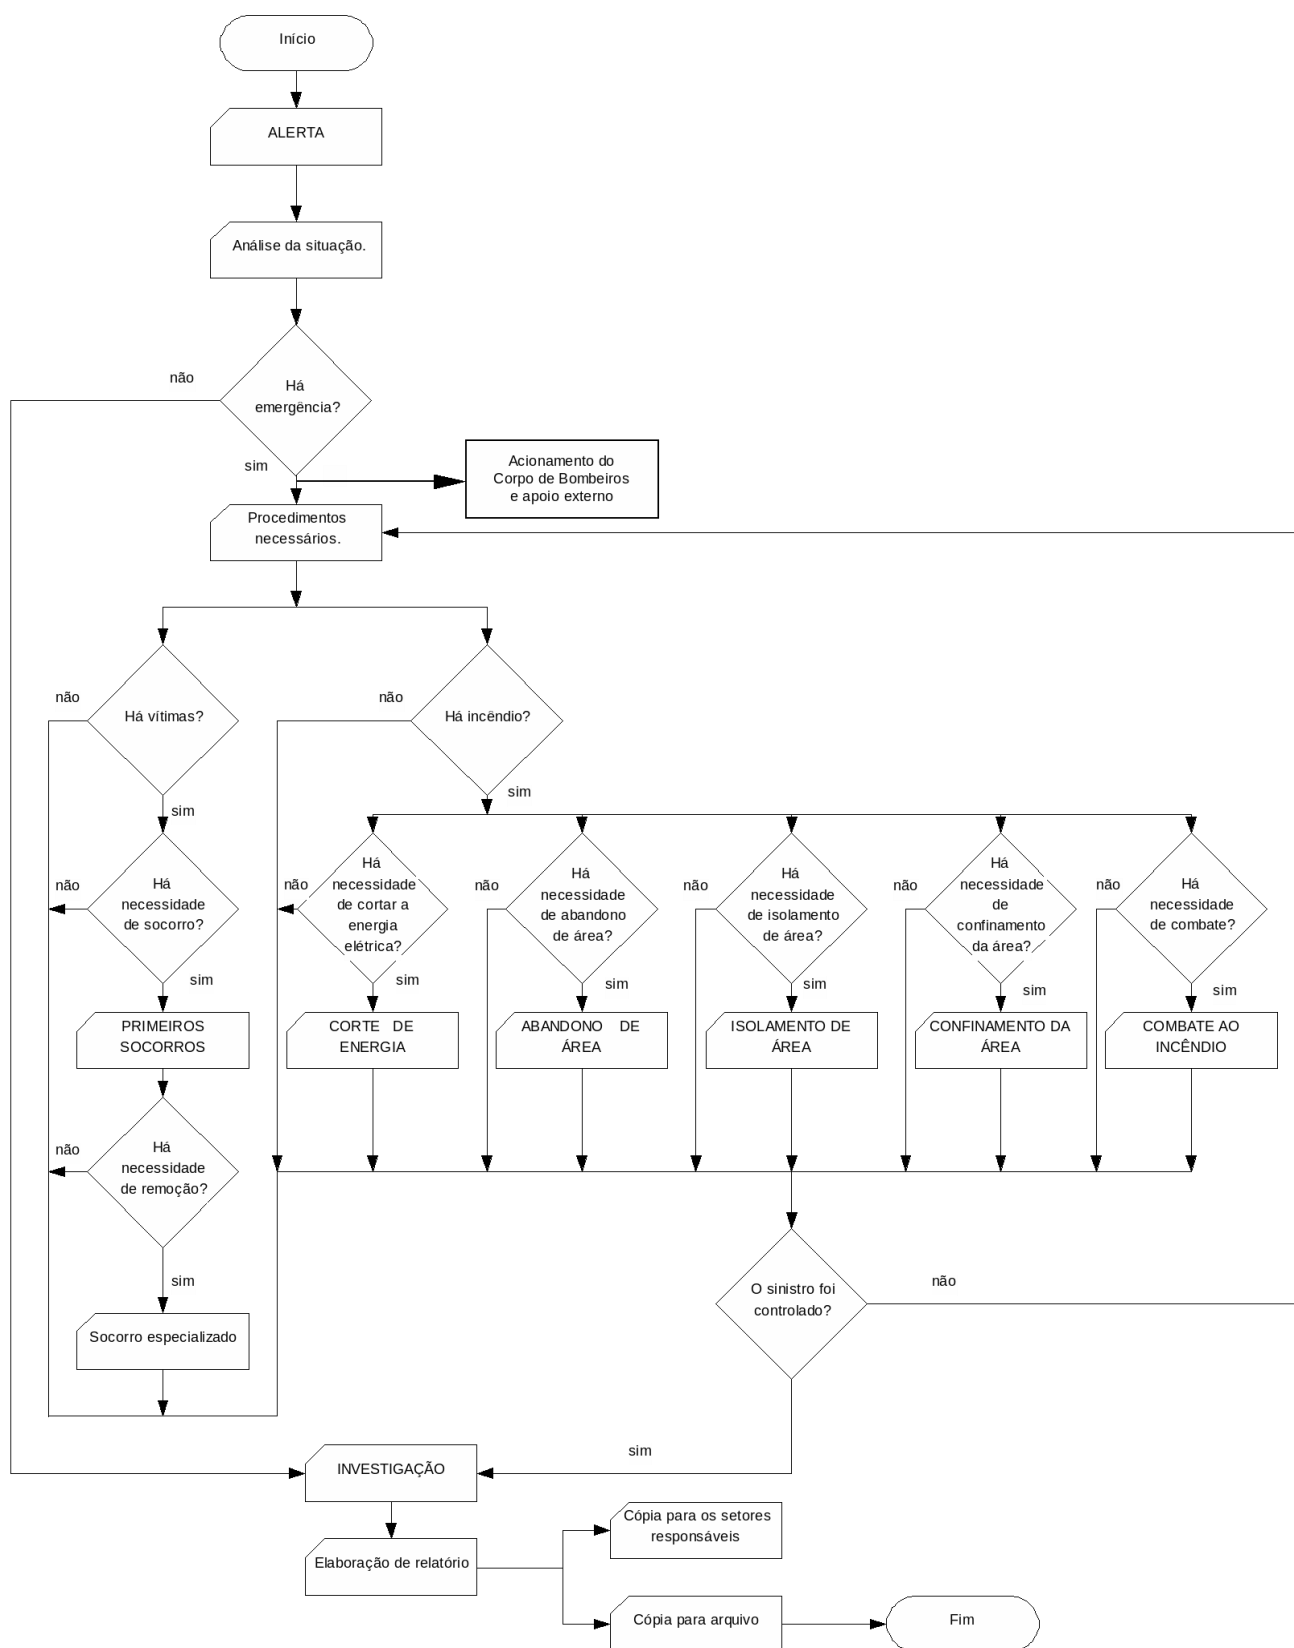 Início
ALERTA
Análise da situação.
não
Há
emergência?
sim
Acionamento do
Corpo de Bombeiros
e apoio externo
Procedimentos
necessários.
não
Há vítimas?
sim
não
Há incêndio?
sim
não
Há
necessidade
de socorro?
sim
não
Há
necessidade
de cortar a
energia
elétrica?
sim
não
Há
necessidade
de abandono
de área?
sim
não
Há
necessidade
de isolamento
de área?
sim
não
Há
necessidade
de
confinamento
da área?
sim
não
Há
necessidade
de combate?
sim
PRIMEIROS
SOCORROS
CORTE DE
ENERGIA
ABANDONO DE
ÁREA
ISOLAMENTO DE
ÁREA
CONFINAMENTO DA
ÁREA
COMBATE AO
INCÊNDIO
não
Há
necessidade
de remoção?
sim
Socorro especializado
O sinistro foi
controlado?
não
sim
INVESTIGAÇÃO
Elaboração de relatório
Cópia para os setores
responsáveis
Cópia para arquivo
Fim